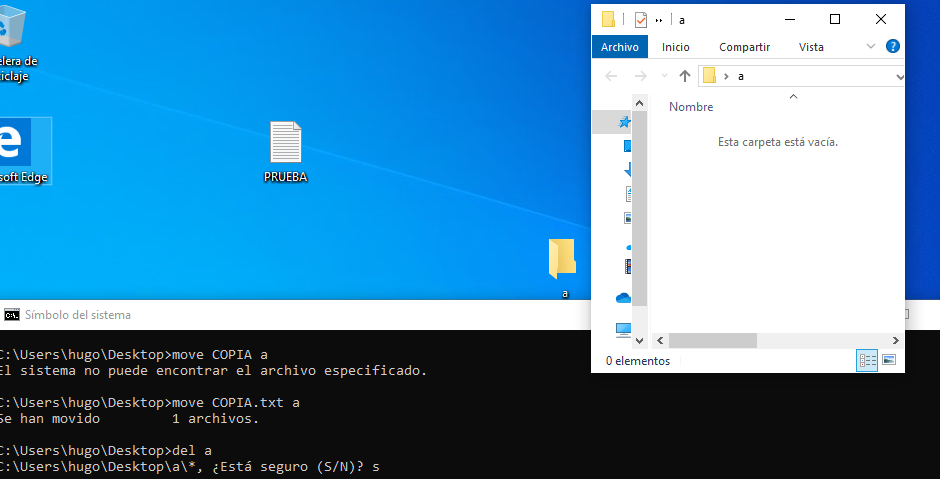 elera de
ciclaje
soft Edge
PRUEBA
a
a
Archivo Inicio Compartir Vista
a
Nombre
Esta carpeta está vacía.
0 elementos
Símbolo del sistema
C:\Users\hugo\Desktop>move COPIA a
El sistema no puede encontrar el archivo especificado.
C:\Users\hugo\Desktop>move COPIA.txt a
Se han movido         1 archivos.
C:\Users\hugo\Desktop>del a
C:\Users\hugo\Desktop\a\*, ¿Está seguro (S/N)? s